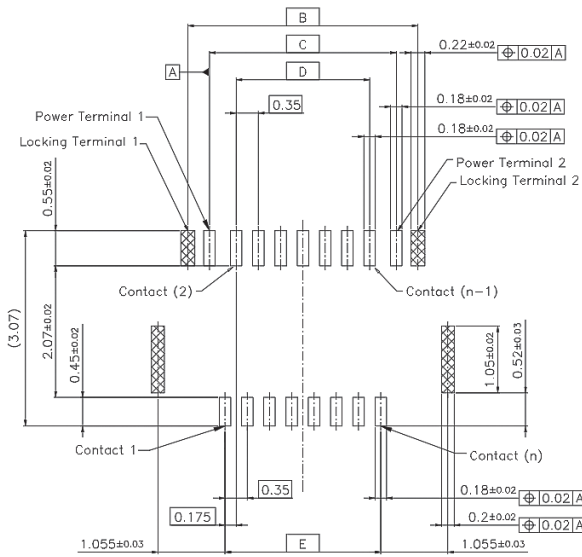 B
C
0.22±0.02
⌖ 0.02 A
A
D
0.35
0.18±0.02
⌖ 0.02 A
Power Terminal 1
0.18±0.02
⌖ 0.02 A
Locking Terminal 1
Power Terminal 2
Locking Terminal 2
0.55±0.02
Contact (2)
Contact (n-1)
(3.07)
2.07±0.02
0.45±0.02
1.05±0.02
0.52±0.03
Contact 1
Contact (n)
0.35
0.18±0.02
⌖ 0.02 A
0.175
0.2±0.02
⌖ 0.02 A
1.055±0.03
E
1.055±0.03